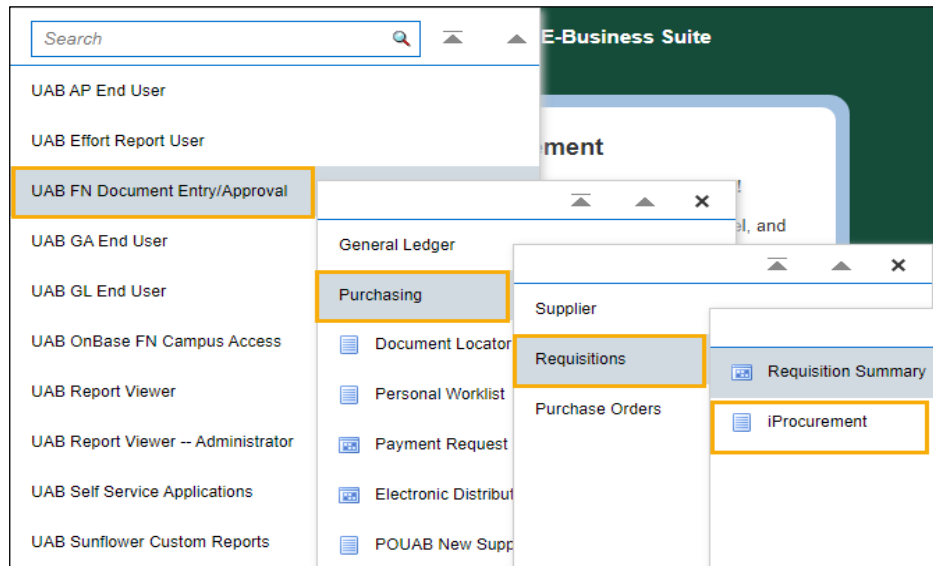 Search
E-Business Suite
UAB AP End User
UAB Effort Report User
ment
UAB FN Document Entry/Approval
!
UAB GA End User
General Ledger
and
UAB GL End User
Purchasing
Supplier
UAB OnBase FN Campus Access
Document Locator
Requisitions
Requisition Summary
UAB Report Viewer
Personal Worklist
Purchase Orders
iProcurement
UAB Report Viewer -- Administrator
Payment Request
UAB Self Service Applications
Electronic Distribut
UAB Sunflower Custom Reports
POUAB New Supp